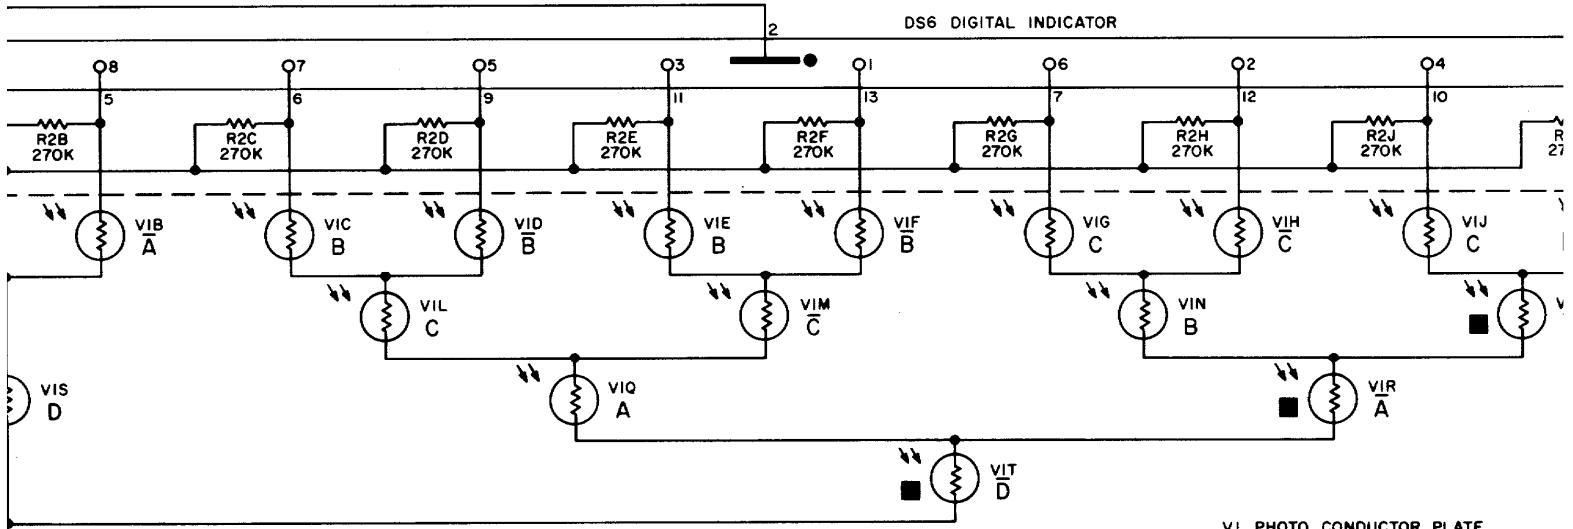 DS6 DIGITAL INDICATOR
2
8 7 5 3 1 6 2 4
5 6 9 11 13 7 12 10
R2B R2C R2D R2E R2F R2G R2H R2J
270K 270K 270K 270K 270K 270K 270K 270K
V1B V1C V1D V1E V1F V1G V1H V1J
A̅ B B̅ B B̅ C C̅ C
V1L V1M V1N
C C̅ B
V1S V1Q V1R
D A A̅
V1T
D̅
V1 PHOTO CONDUCTOR PLATE